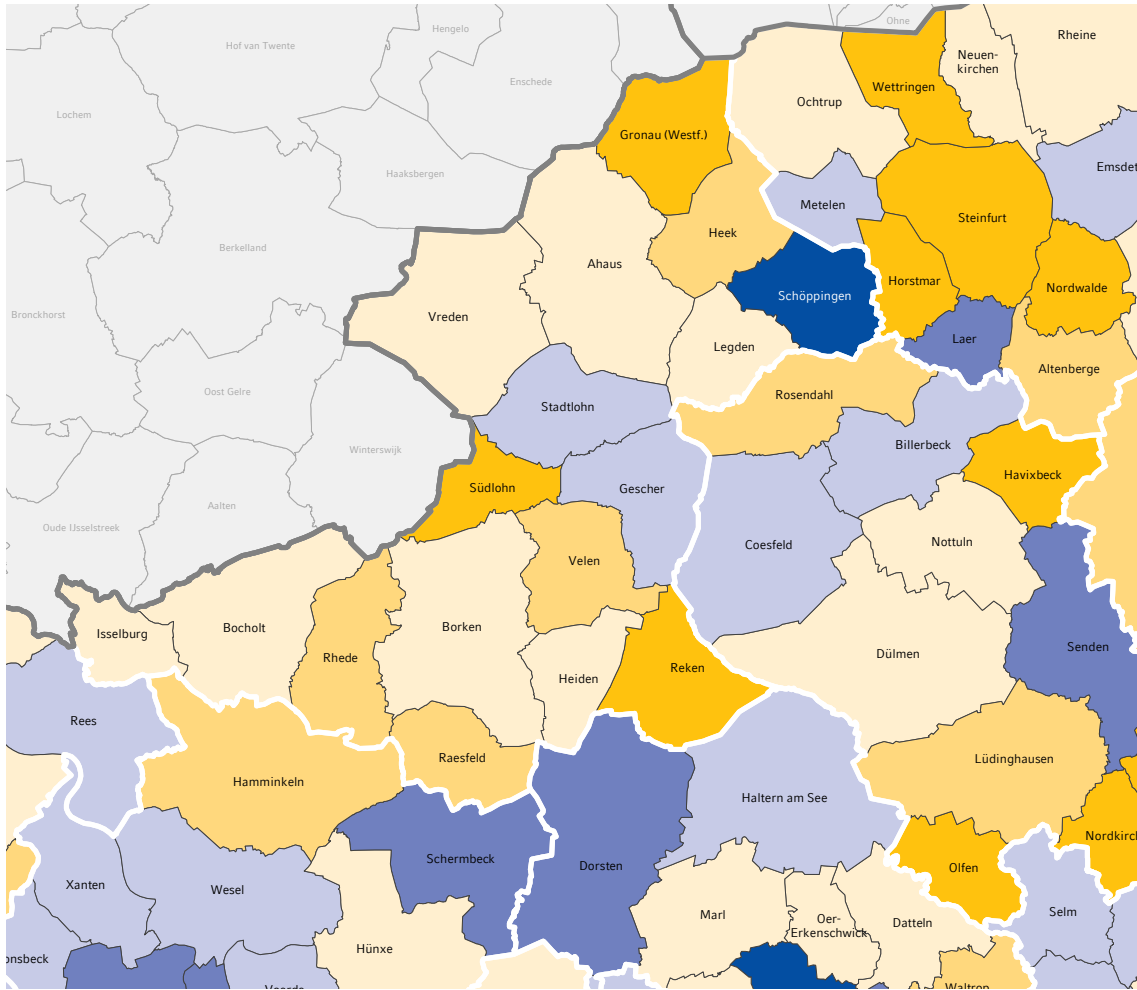 Ohne
Hengelo
Rheine
Hof van Twente
Neuen-
kirchen
Enschede
Wettringen
Ochtrup
Lochem
Gronau (Westf.)
Emsdet
Haaksbergen
Metelen
Steinfurt
Heek
Berkelland
Ahaus
Horstmar
Nordwalde
Schöppingen
Bronckhorst
Vreden
Laer
Legden
Altenberge
Oost Gelre
Rosendahl
Stadtlohn
Billerbeck
Winterswijk
Havixbeck
Südlohn
Gescher
Aalten
Oude IJsselstreek
Nottuln
Coesfeld
Velen
Borken
Bocholt
Isselburg
Senden
Dülmen
Rhede
Reken
Heiden
Rees
Raesfeld
Lüdinghausen
Hamminkeln
Haltern am See
Nordkirch
Schermbeck
Dorsten
Olfen
Xanten
Wesel
Selm
Marl
Oer-
Erkenschwick
Datteln
Hünxe
onsbeck
Voerde
Waltrop